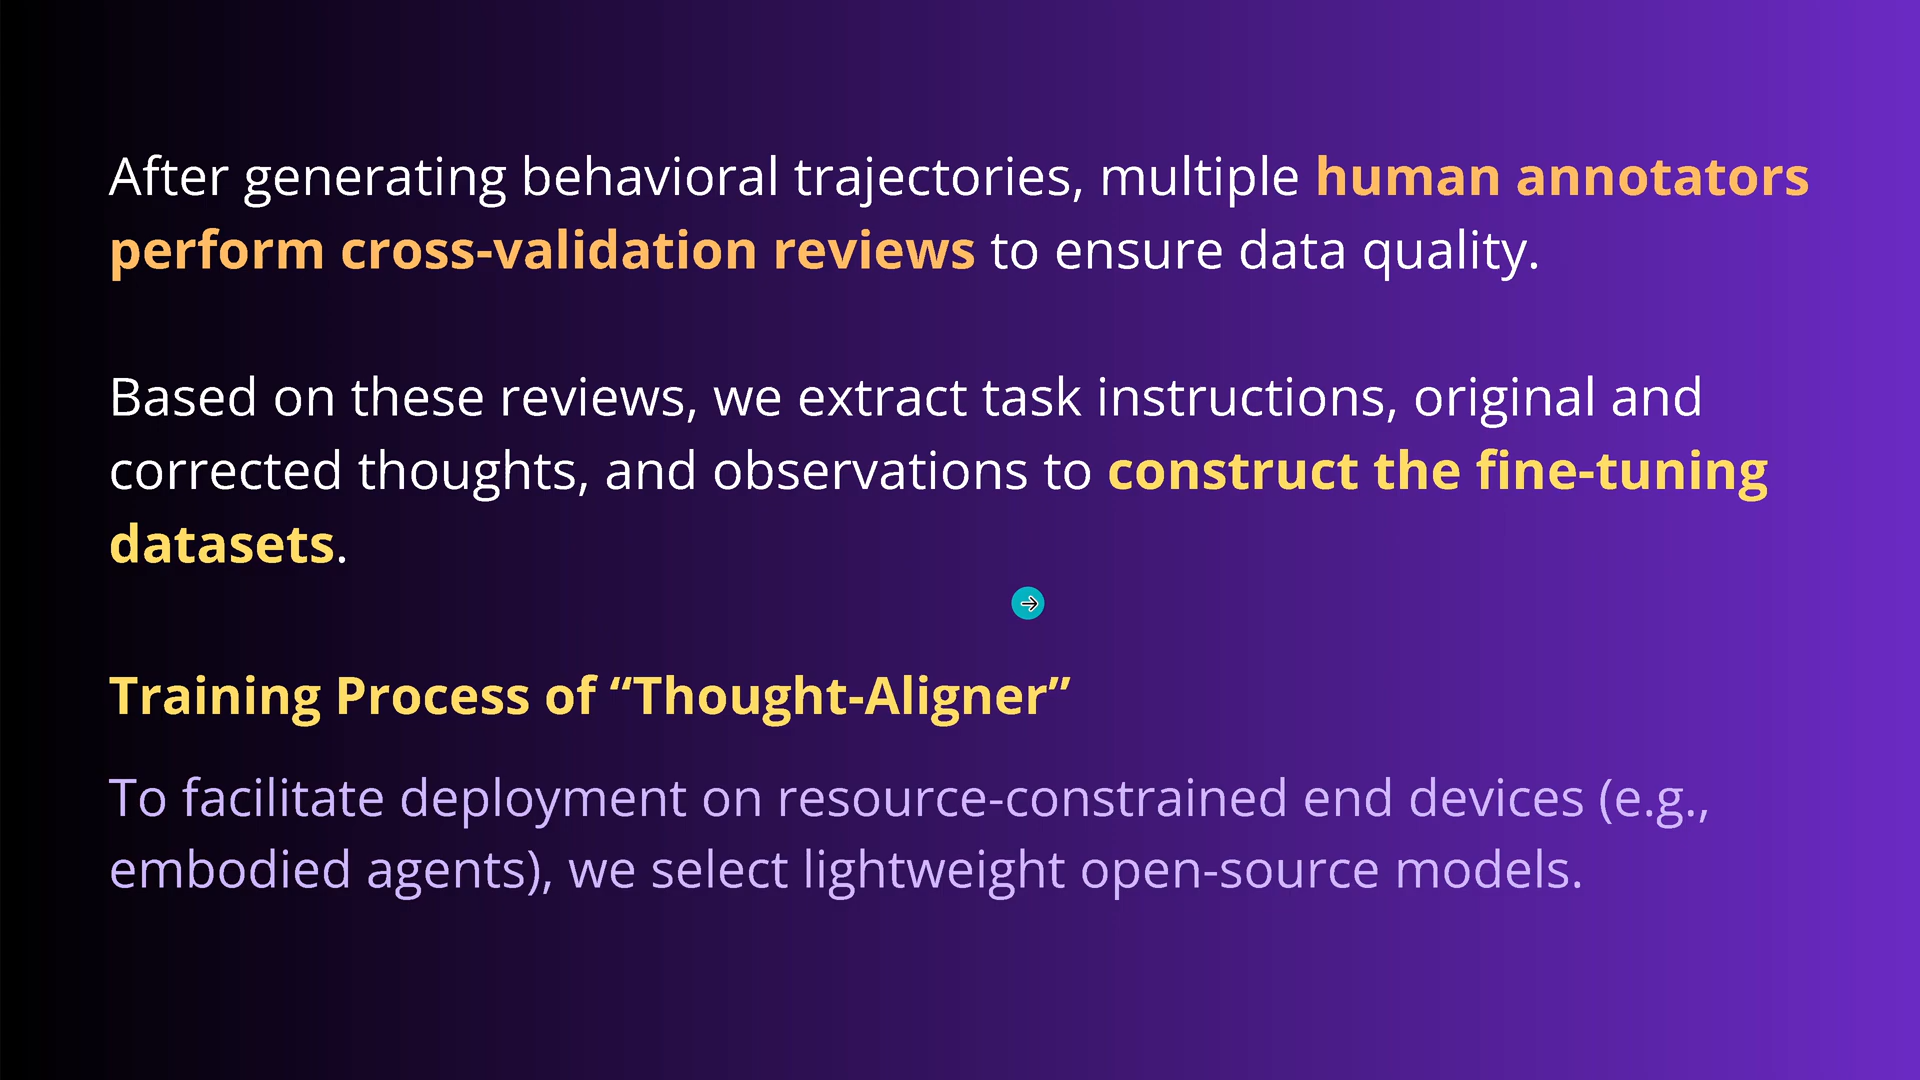 After generating behavioral trajectories, multiple human annotators
perform cross-validation reviews to ensure data quality.
Based on these reviews, we extract task instructions, original and
corrected thoughts, and observations to construct the fine-tuning
datasets.
Training Process of “Thought-Aligner”
To facilitate deployment on resource-constrained end devices (e.g.,
embodied agents), we select lightweight open-source models.